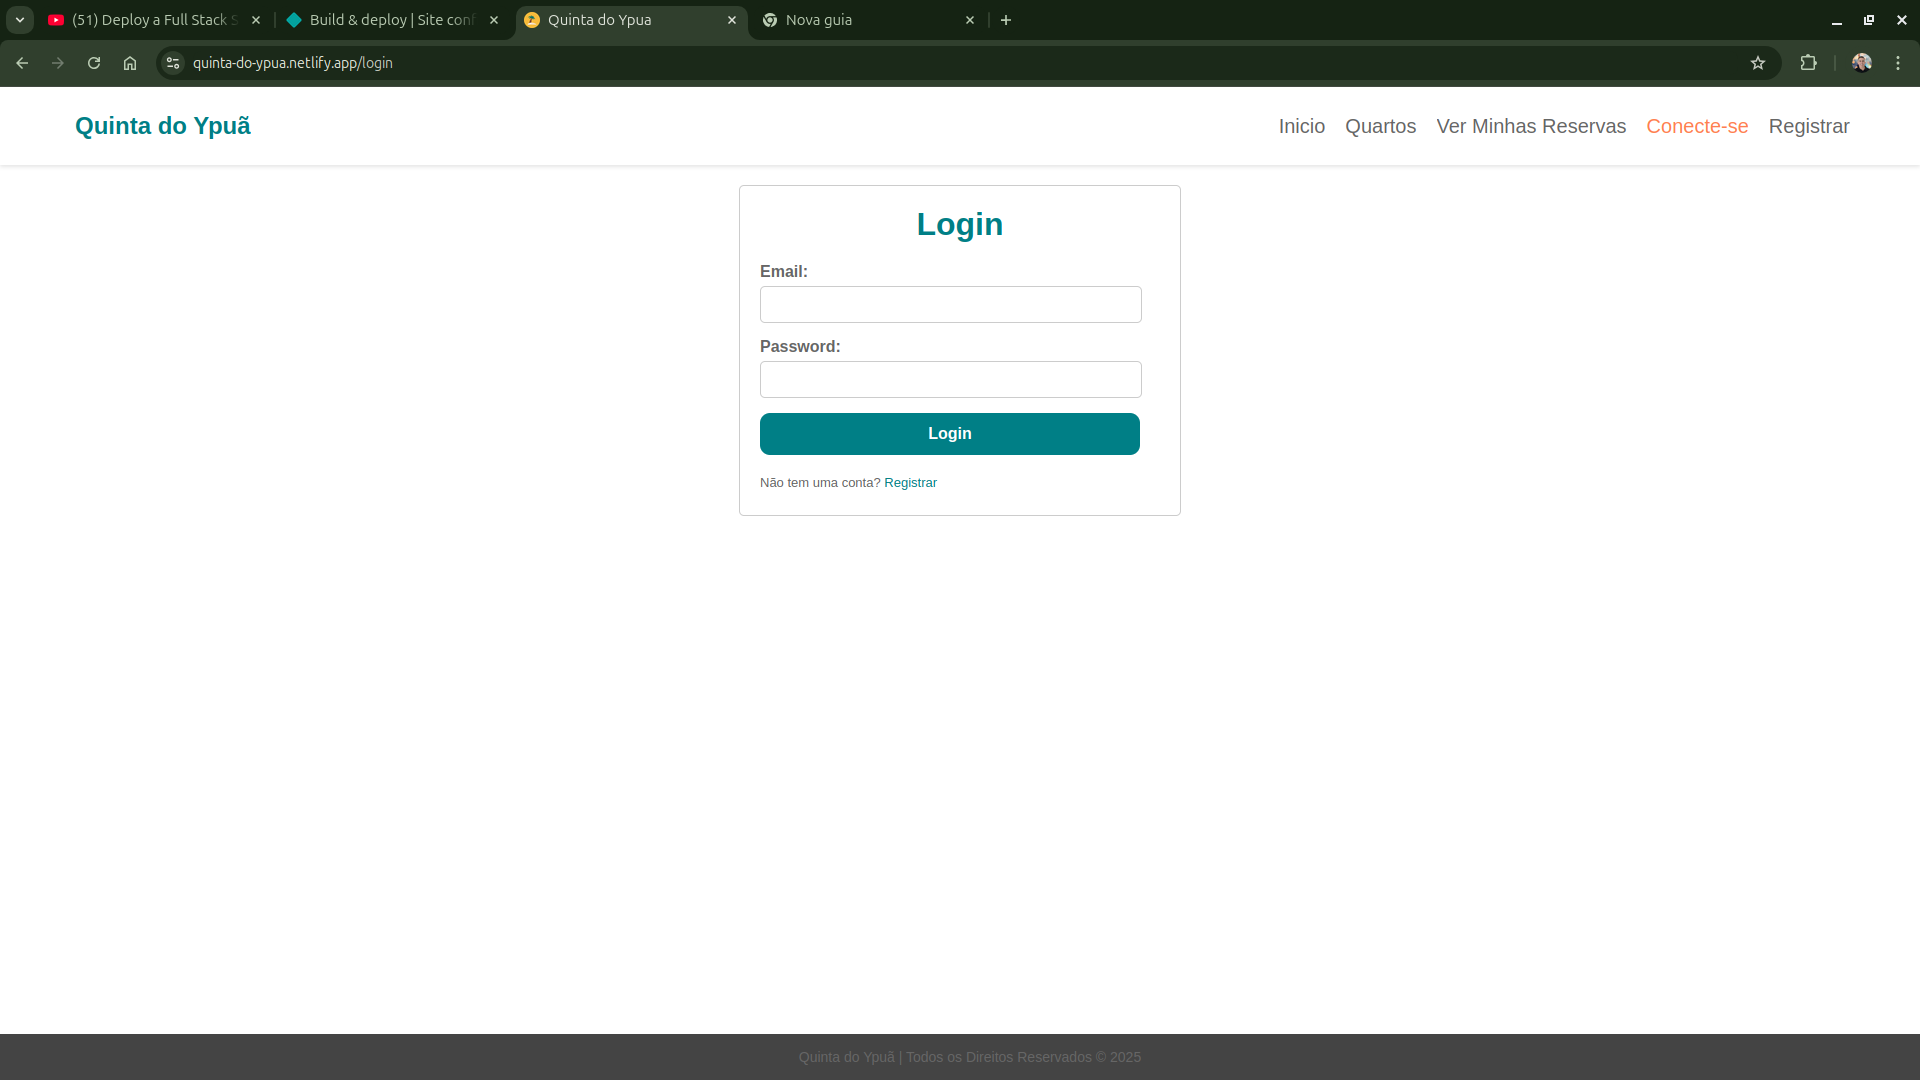 (51) Deploy a Full Stack S
Build & deploy | Site conf
Quinta do Ypua
Nova guia
quinta-do-ypua.netlify.app/login
Quinta do Ypuã
Inicio Quartos Ver Minhas Reservas Conecte-se Registrar
Login
Email:
Password:
Login
Não tem uma conta? Registrar
Quinta do Ypuã | Todos os Direitos Reservados © 2025